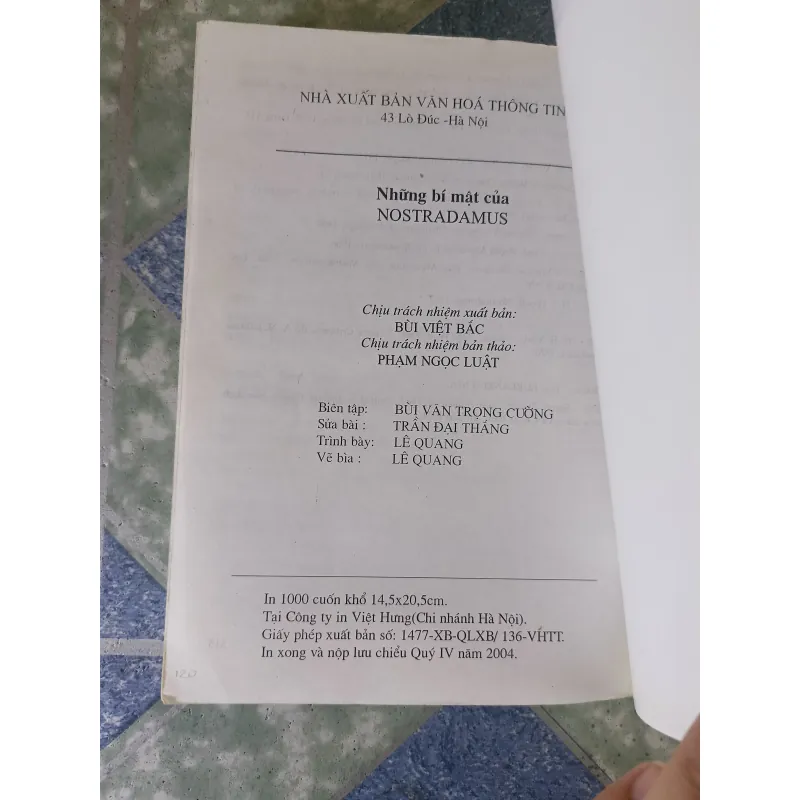 NHÀ XUẤT BẢN VĂN HOÁ THÔNG TIN
43 Lò Đúc -Hà Nội
Những bí mật của
NOSTRADAMUS
Chịu trách nhiệm xuất bản:
BÙI VIỆT BẮC
Chịu trách nhiệm bản thảo:
PHẠM NGỌC LUẬT
Biên tập: BÙI VĂN TRỌNG CƯỜNG
Sửa bài : TRẦN ĐẠI THẮNG
Trình bày: LÊ QUANG
Vẽ bìa : LÊ QUANG
In 1000 cuốn khổ 14,5x20,5cm.
Tại Công ty in Việt Hưng(Chi nhánh Hà Nội).
Giấy phép xuất bản số: 1477-XB-QLXB/ 136-VHTT.
In xong và nộp lưu chiểu Quý IV năm 2004.
120